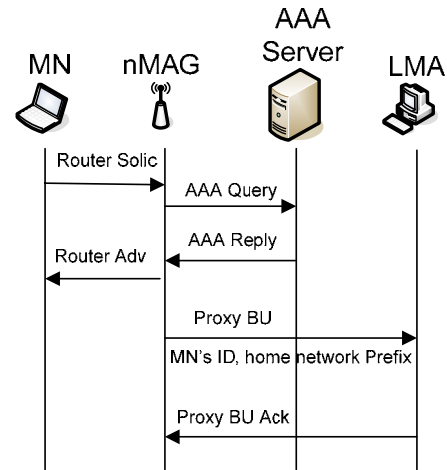 MN
nMAG
AAA
Server
LMA
Router Solic
AAA Query
AAA Reply
Router Adv
Proxy BU
MN's ID, home network Prefix
Proxy BU Ack